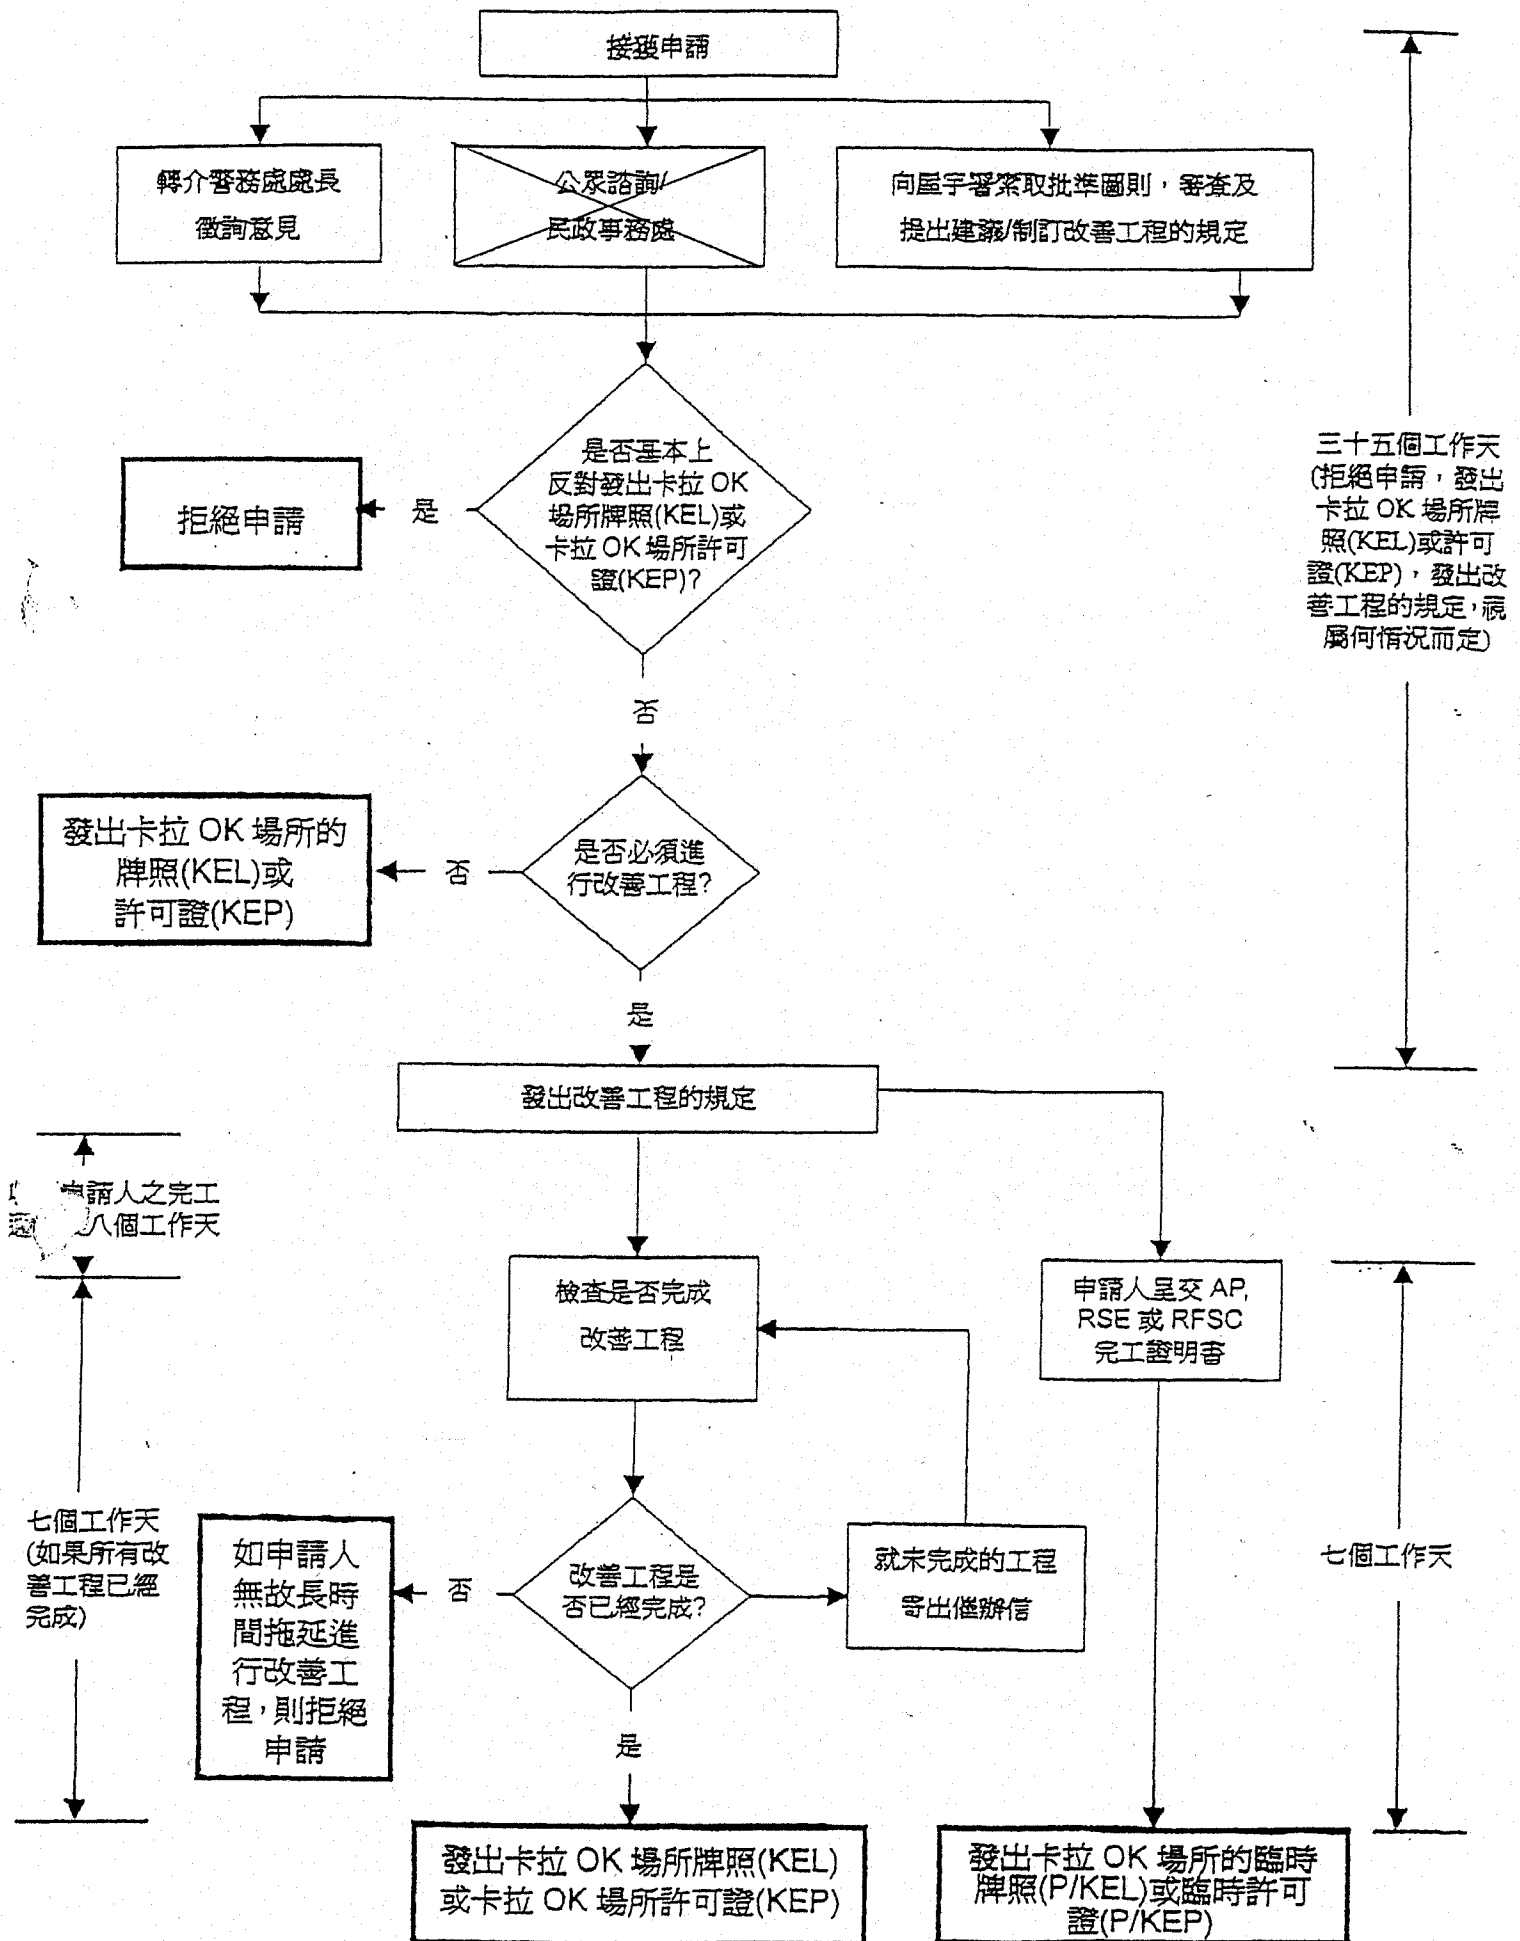 接獲申請
轉介警務處處長
徵詢意見
公眾諮詢/
民政事務處
向屋宇署索取批準圖則，審查及
提出建議/制訂改善工程的規定
是否基本上
反對發出卡拉 OK
場所牌照(KEL)或
卡拉 OK 場所許可
證(KEP)?
是
拒絕申請
三十五個工作天
(拒絕申請，發出
卡拉 OK 場所牌
照(KEL)或許可
證(KEP)，發出改
善工程的規定，視
屬何情況而定)
否
是否必須進
行改善工程?
否
發出卡拉 OK 場所的
牌照(KEL)或
許可證(KEP)
是
發出改善工程的規定
申請人之完工
八個工作天
檢查是否完成
改善工程
申請人呈交 AP,
RSE 或 RFSC
完工證明書
七個工作天
(如果所有改
善工程已經
完成)
如申請人
無故長時
間拖延進
行改善工
程，則拒絕
申請
否
改善工程是
否已經完成?
就未完成的工程
寄出催辦信
七個工作天
是
發出卡拉 OK 場所牌照(KEL)
或卡拉 OK 場所許可證(KEP)
發出卡拉 OK 場所的臨時
牌照(P/KEL)或臨時許可
證(P/KEP)